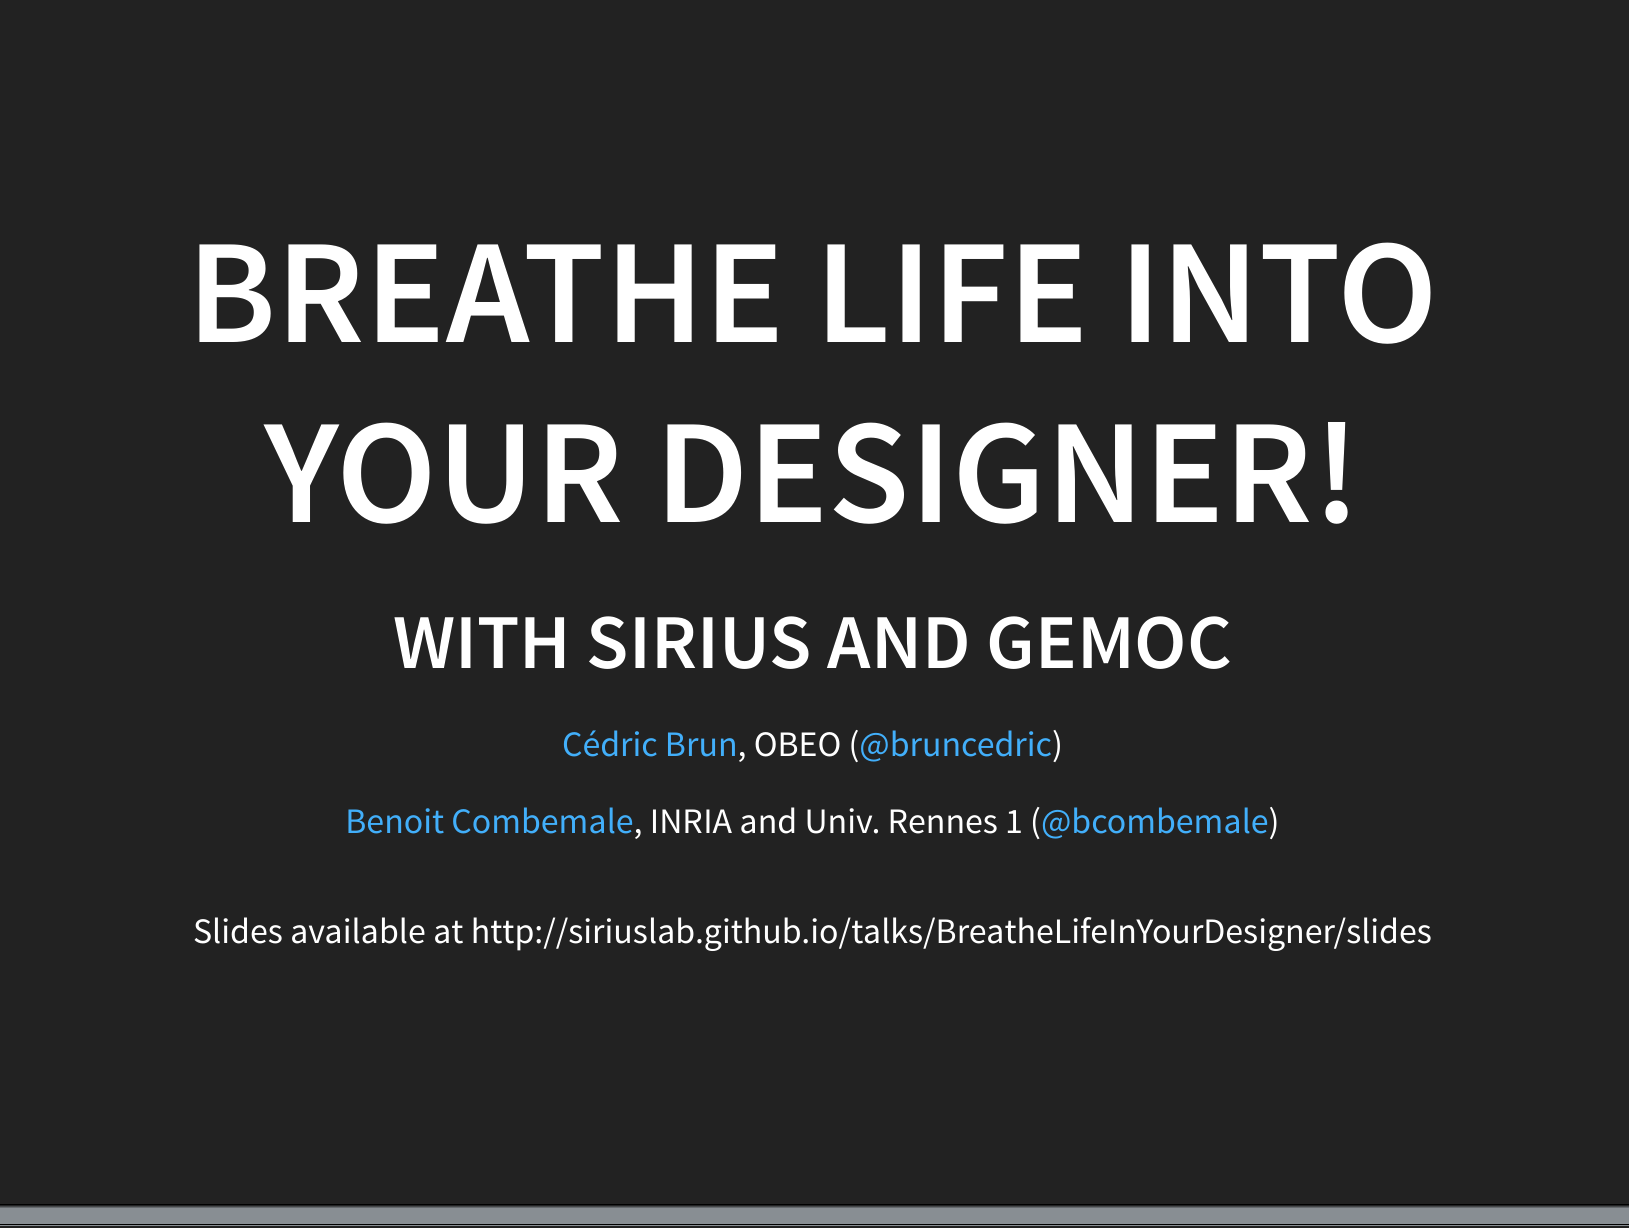 BREATHE LIFE INTO
YOUR DESIGNER!
WITH SIRIUS AND GEMOC
Cédric Brun, OBEO (@bruncedric)
Benoit Combemale, INRIA and Univ. Rennes 1 (@bcombemale)
Slides available at http://siriuslab.github.io/talks/BreatheLifeInYourDesigner/slides